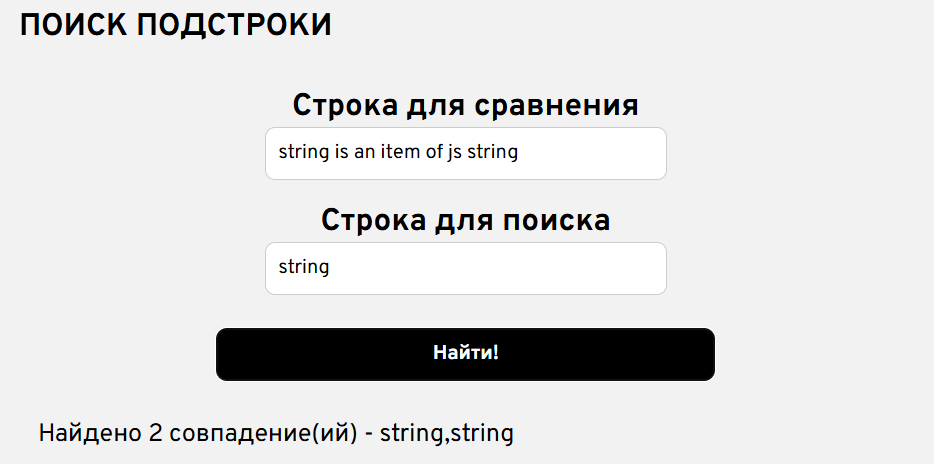 ПОИСК ПОДСТРОКИ
Строка для сравнения
string is an item of js string
Строка для поиска
string
Найти!
Найдено 2 совпадение(ий) - string,string